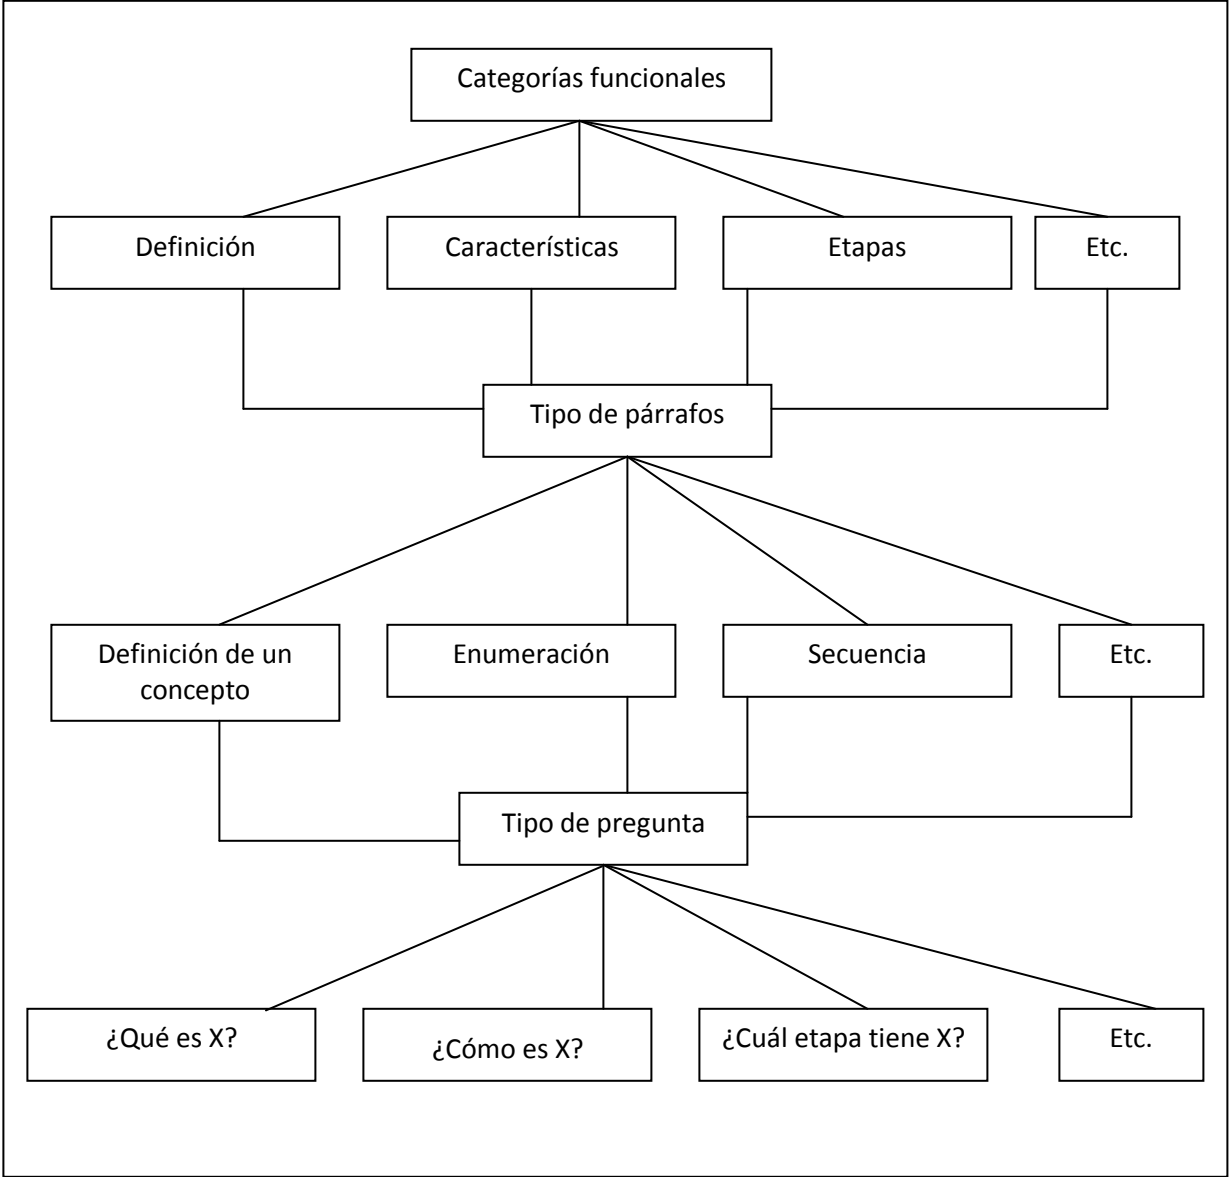 Categorías funcionales
Definición
Característícas
Etapas
Etc.
Tipo de párrafos
Definición de un
concepto
Enumeración
Secuencia
Etc.
Tipo de pregunta
¿Qué es X?
¿Cómo es X?
¿Cuál etapa tiene X?
Etc.